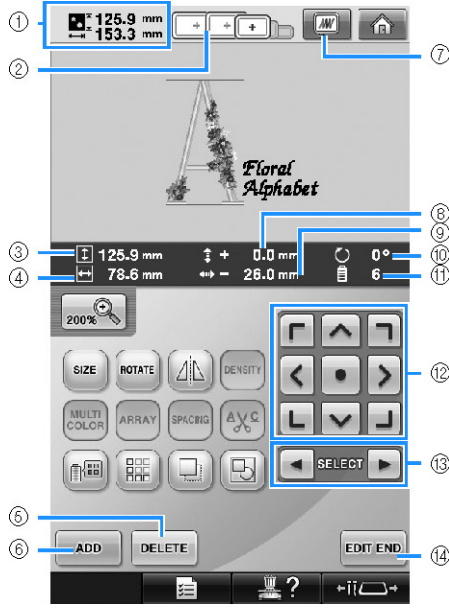 ① 125.9 mm
153.3 mm
②
⑦
Floral
Alphabet
⑧
⑨
③ 125.9 mm + 0.0 mm 0° ⑩
④ 78.6 mm - 26.0 mm 6 ⑪
200%
SIZE ROTATE DENSITY
⑫
MULTI
COLOR ARRAY SPACING A C
SELECT ⑬
⑤
⑥ ADD DELETE EDIT END ⑭
?